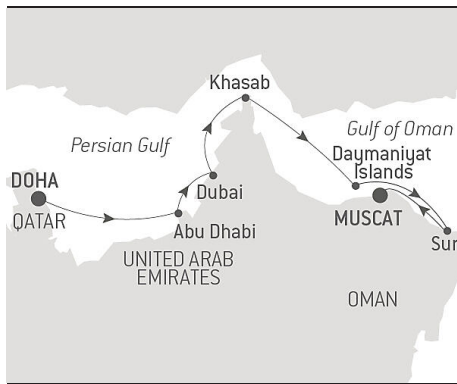 Khasab
Persian Gulf
Gulf of Oman
Daymaniyat
Islands
DOHA
QATAR
Dubai
Abu Dhabi
MUSCAT
Sur
UNITED ARAB
EMIRATES
OMAN